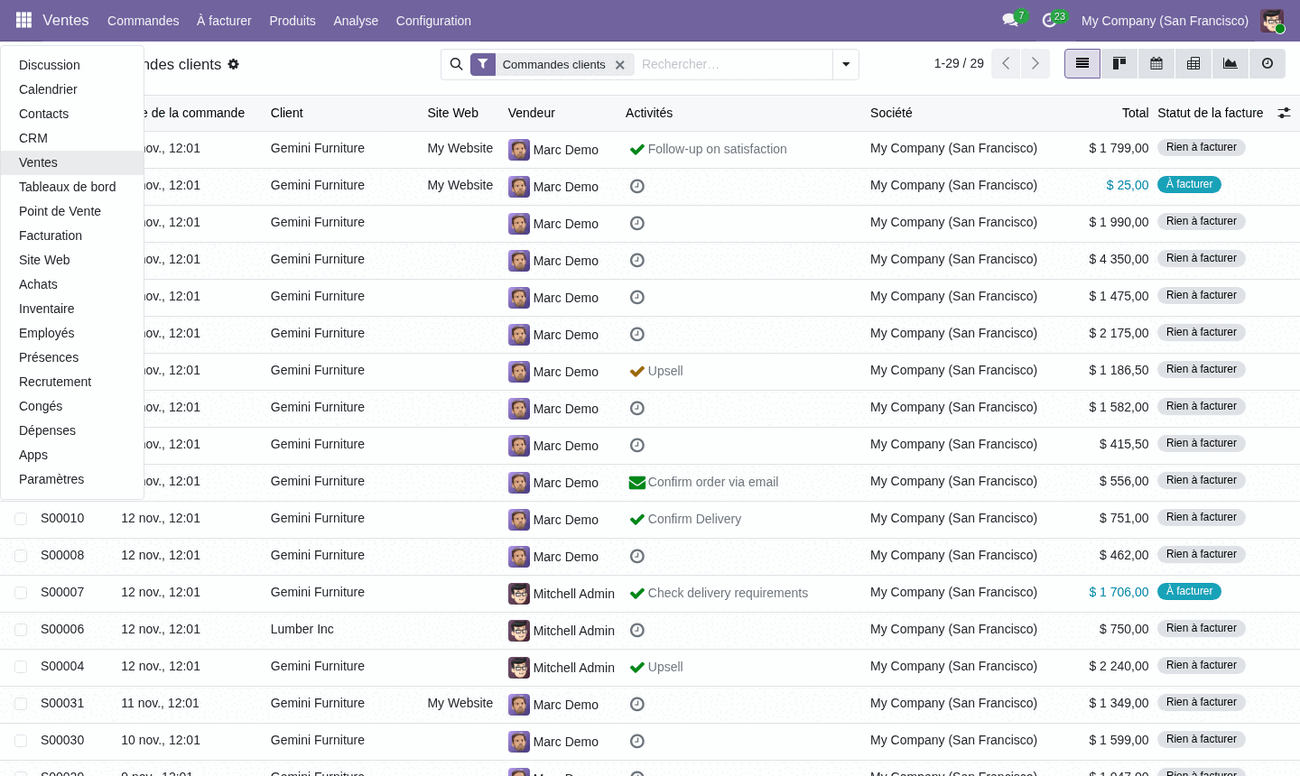 Ventes Commandes À facturer Produits Analyse Configuration 7 23 My Company (San Francisco)
Discussion
Calendrier
Contacts
CRM
Ventes
Tableaux de bord
Point de Vente
Facturation
Site Web
Achats
Inventaire
Employés
Présences
Recrutement
Congés
Dépenses
Apps
Paramètres
clients Commandes clients Rechercher... 1-29 / 29
de la commande Client Site Web Vendeur Activités Société Total Statut de la facture
nov., 12:01 Gemini Furniture My Website Marc Demo Follow-up on satisfaction My Company (San Francisco) $ 1 799,00 Rien à facturer
nov., 12:01 Gemini Furniture My Website Marc Demo My Company (San Francisco) $ 25,00 À facturer
nov., 12:01 Gemini Furniture Marc Demo My Company (San Francisco) $ 1 990,00 Rien à facturer
nov., 12:01 Gemini Furniture Marc Demo My Company (San Francisco) $ 4 350,00 Rien à facturer
nov., 12:01 Gemini Furniture Marc Demo My Company (San Francisco) $ 1 475,00 Rien à facturer
nov., 12:01 Gemini Furniture Marc Demo My Company (San Francisco) $ 2 175,00 Rien à facturer
nov., 12:01 Gemini Furniture Marc Demo Upsell My Company (San Francisco) $ 1 186,50 Rien à facturer
nov., 12:01 Gemini Furniture Marc Demo My Company (San Francisco) $ 1 582,00 Rien à facturer
nov., 12:01 Gemini Furniture Marc Demo My Company (San Francisco) $ 415,50 Rien à facturer
nov., 12:01 Gemini Furniture Marc Demo Confirm order via email My Company (San Francisco) $ 556,00 Rien à facturer
S00010 12 nov., 12:01 Gemini Furniture Marc Demo Confirm Delivery My Company (San Francisco) $ 751,00 Rien à facturer
S00008 12 nov., 12:01 Gemini Furniture Marc Demo My Company (San Francisco) $ 462,00 Rien à facturer
S00007 12 nov., 12:01 Gemini Furniture Mitchell Admin Check delivery requirements My Company (San Francisco) $ 1 706,00 À facturer
S00006 12 nov., 12:01 Lumber Inc Mitchell Admin My Company (San Francisco) $ 750,00 Rien à facturer
S00004 12 nov., 12:01 Gemini Furniture Mitchell Admin Upsell My Company (San Francisco) $ 2 240,00 Rien à facturer
S00031 11 nov., 12:01 Gemini Furniture My Website Marc Demo My Company (San Francisco) $ 1 349,00 Rien à facturer
S00030 10 nov., 12:01 Gemini Furniture Marc Demo My Company (San Francisco) $ 1 599,00 Rien à facturer